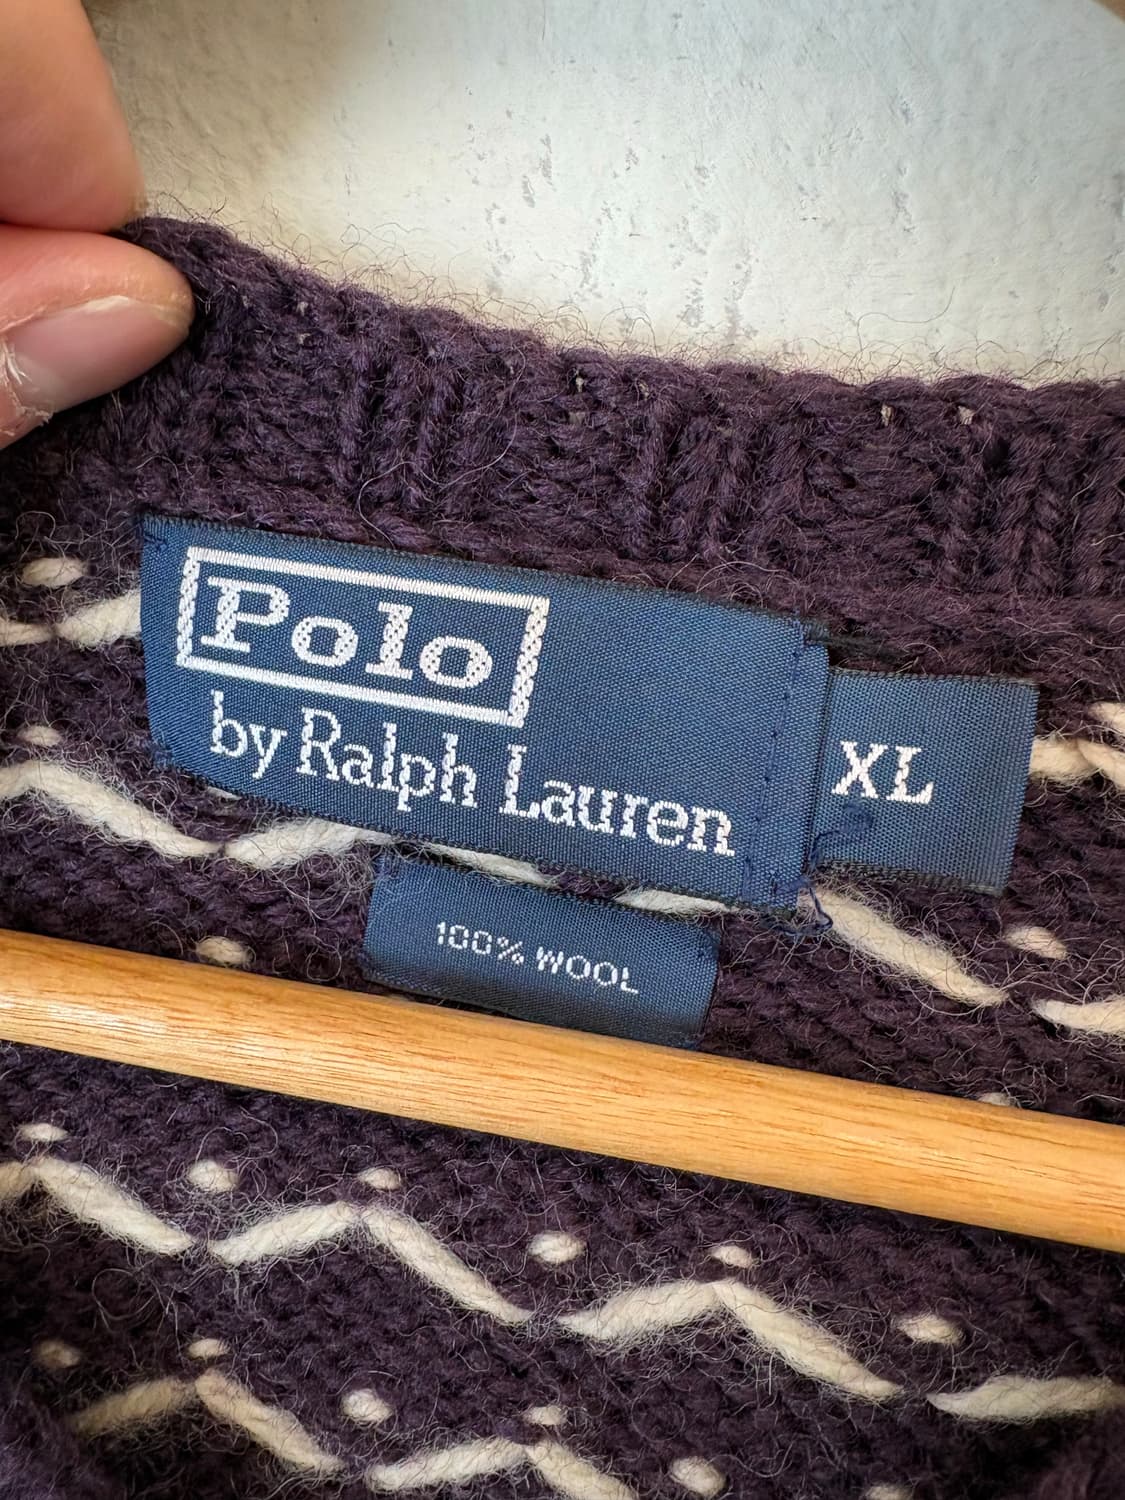 Polo
by Ralph Lauren
XL
100% WOOL